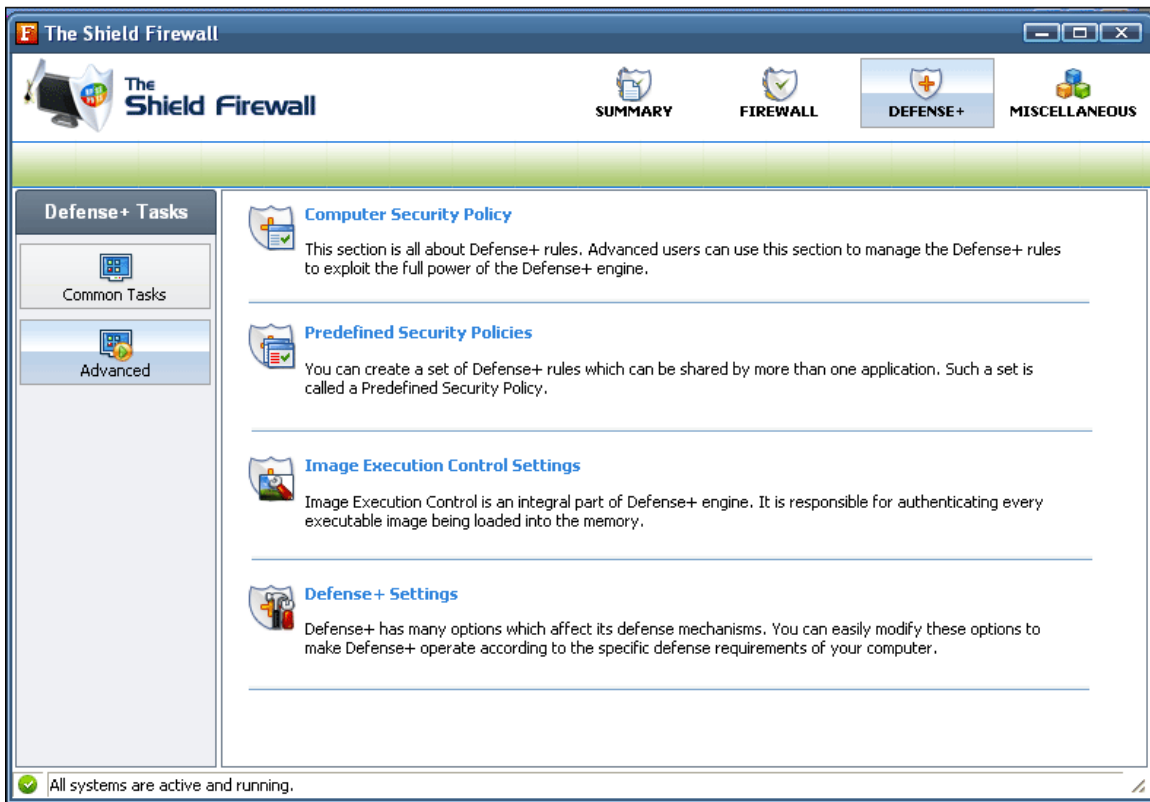 The Shield Firewall
The
Shield Firewall
SUMMARY
FIREWALL
DEFENSE+
MISCELLANEOUS
Defense+ Tasks
Common Tasks
Advanced
Computer Security Policy
This section is all about Defense+ rules. Advanced users can use this section to manage the Defense+ rules
to exploit the full power of the Defense+ engine.
Predefined Security Policies
You can create a set of Defense+ rules which can be shared by more than one application. Such a set is
called a Predefined Security Policy.
Image Execution Control Settings
Image Execution Control is an integral part of Defense+ engine. It is responsible for authenticating every
executable image being loaded into the memory.
Defense+ Settings
Defense+ has many options which affect its defense mechanisms. You can easily modify these options to
make Defense+ operate according to the specific defense requirements of your computer.
All systems are active and running.